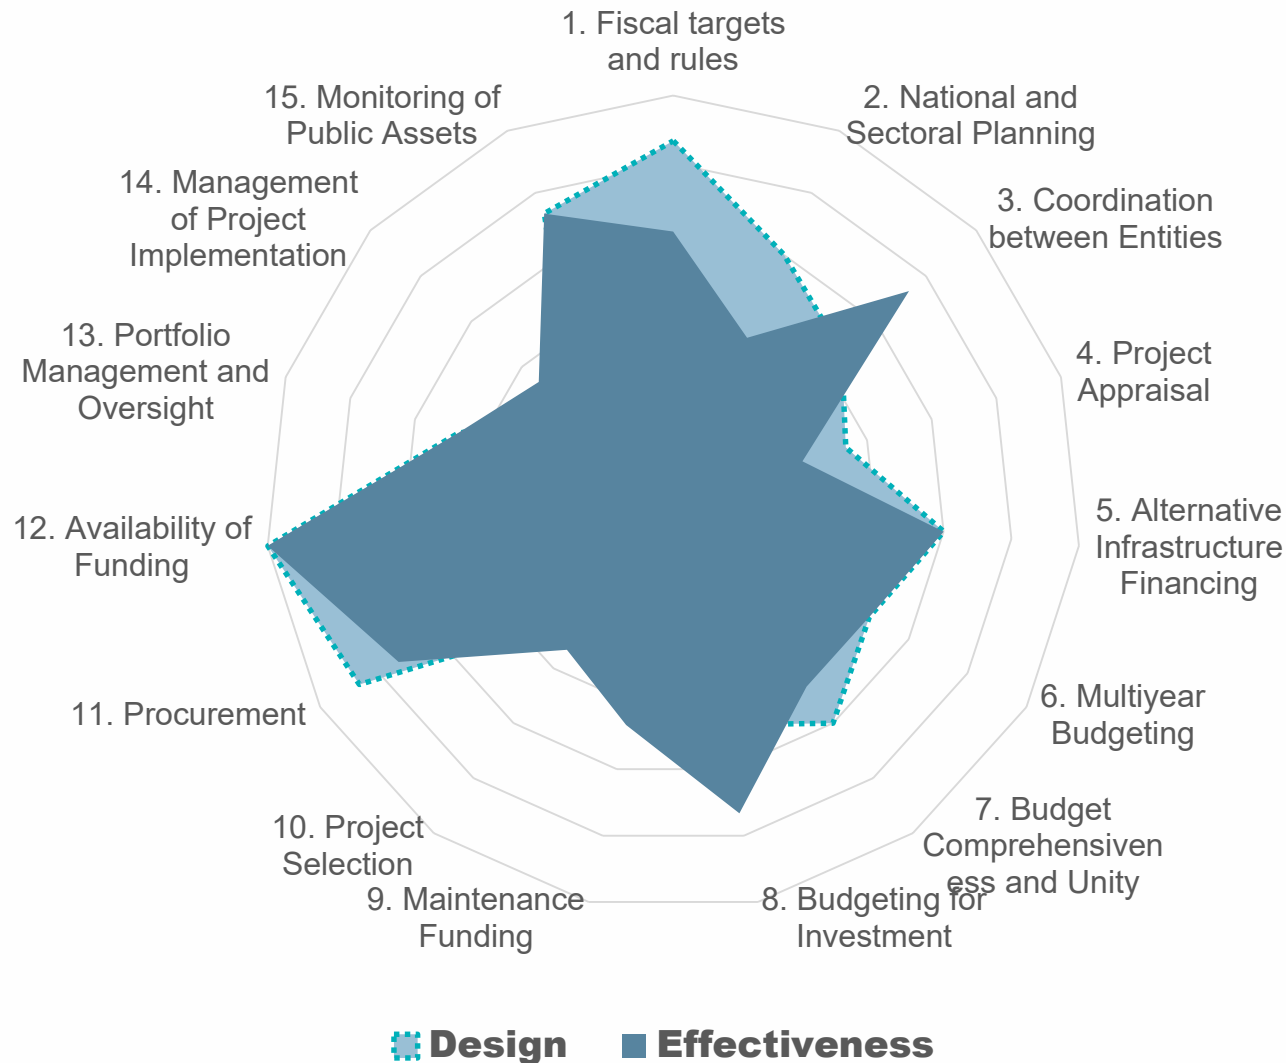 1. Fiscal targets
and rules
2. National and
Sectoral Planning
3. Coordination
between Entities
4. Project
Appraisal
5. Alternative
Infrastructure
Financing
6. Multiyear
Budgeting
7. Budget
Comprehensiven
ess and Unity
8. Budgeting for
Investment
9. Maintenance
Funding
10. Project
Selection
11. Procurement
12. Availability of
Funding
13. Portfolio
Management and
Oversight
14. Management
of Project
Implementation
15. Monitoring of
Public Assets
Design
Effectiveness